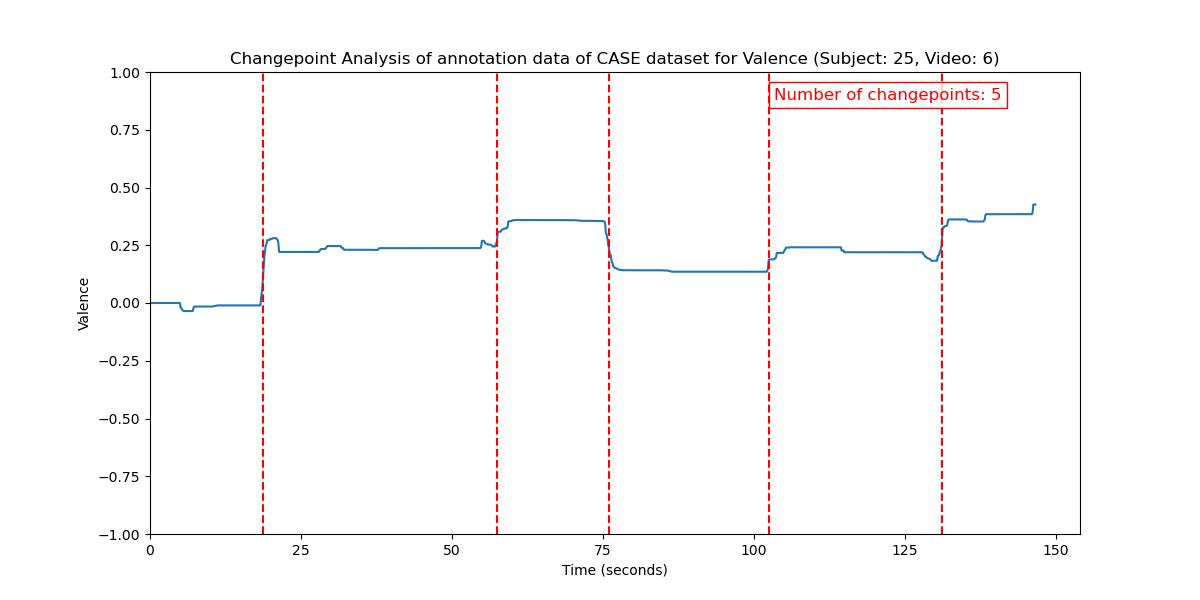 Changepoint Analysis of annotation data of CASE dataset for Valence (Subject: 25, Video: 6)
Number of changepoints: 5
Valence
1.00
0.75
0.50
0.25
0.00
−0.25
−0.50
−0.75
−1.00
0 25 50 75 100 125 150
Time (seconds)